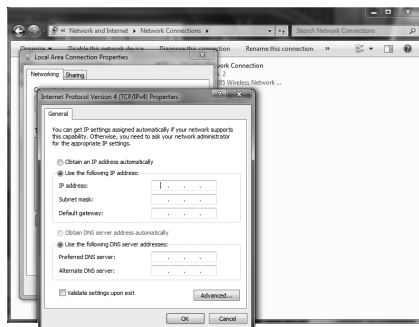 « Network and Internet ▸ Network Connections ▸
Search Network Connections
Organize ▾ Disable this network device Diagnose this connection Rename this connection »
Local Area Connection Properties
Networking Sharing
work Connection
2
95 Wireless Network ...
Internet Protocol Version 4 (TCP/IPv4) Properties
General
You can get IP settings assigned automatically if your network supports
this capability. Otherwise, you need to ask your network administrator
for the appropriate IP settings.
Obtain an IP address automatically
Use the following IP address:
IP address:
Subnet mask:
Default gateway:
Obtain DNS server address automatically
Use the following DNS server addresses:
Preferred DNS server:
Alternate DNS server:
Validate settings upon exit
Advanced...
OK Cancel